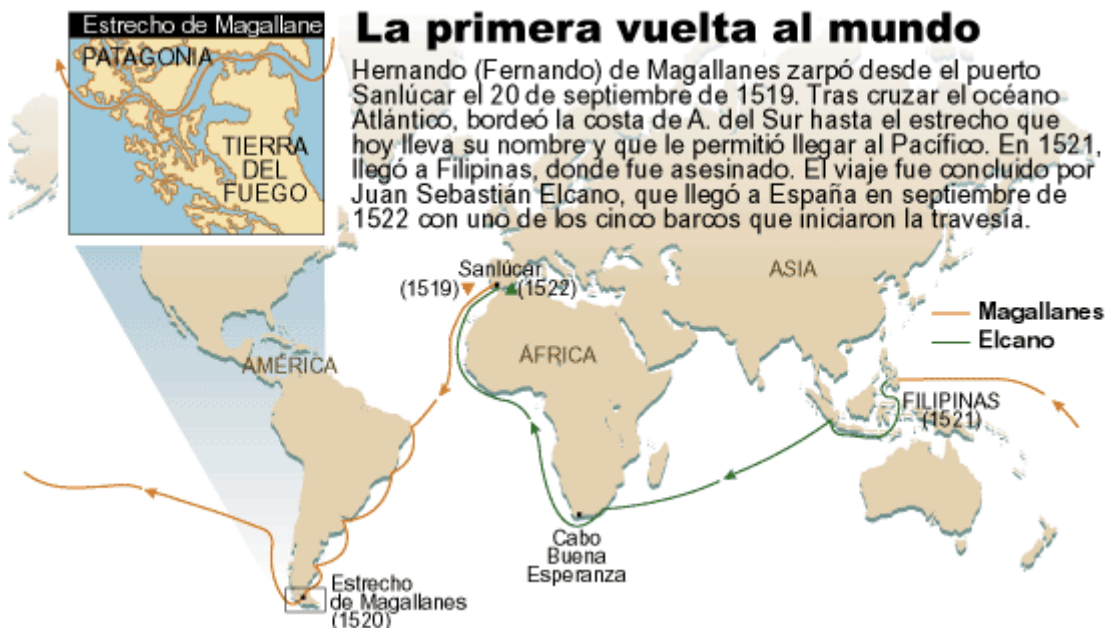 Estrecho de Magallane
PATAGONIA
TIERRA
DEL
FUEGO
La primera vuelta al mundo
Hernando (Fernando) de Magallanes zarpó desde el puerto
Sanlúcar el 20 de septiembre de 1519. Tras cruzar el océano
Atlántico, bordeó la costa de A. del Sur hasta el estrecho que
hoy lleva su nombre y que le permitió llegar al Pacífico. En 1521,
llegó a Filipinas, donde fue asesinado. El viaje fue concluido por
Juan Sebastián Elcano, que llegó a España en septiembre de
1522 con uno de los cinco barcos que iniciaron la travesía.
Sanlúcar
(1519)
(1522)
ASIA
Magallanes
Elcano
AMÉRICA
ÁFRICA
FILIPINAS
(1521)
Cabo
Buena
Esperanza
Estrecho
de Magallanes
(1520)